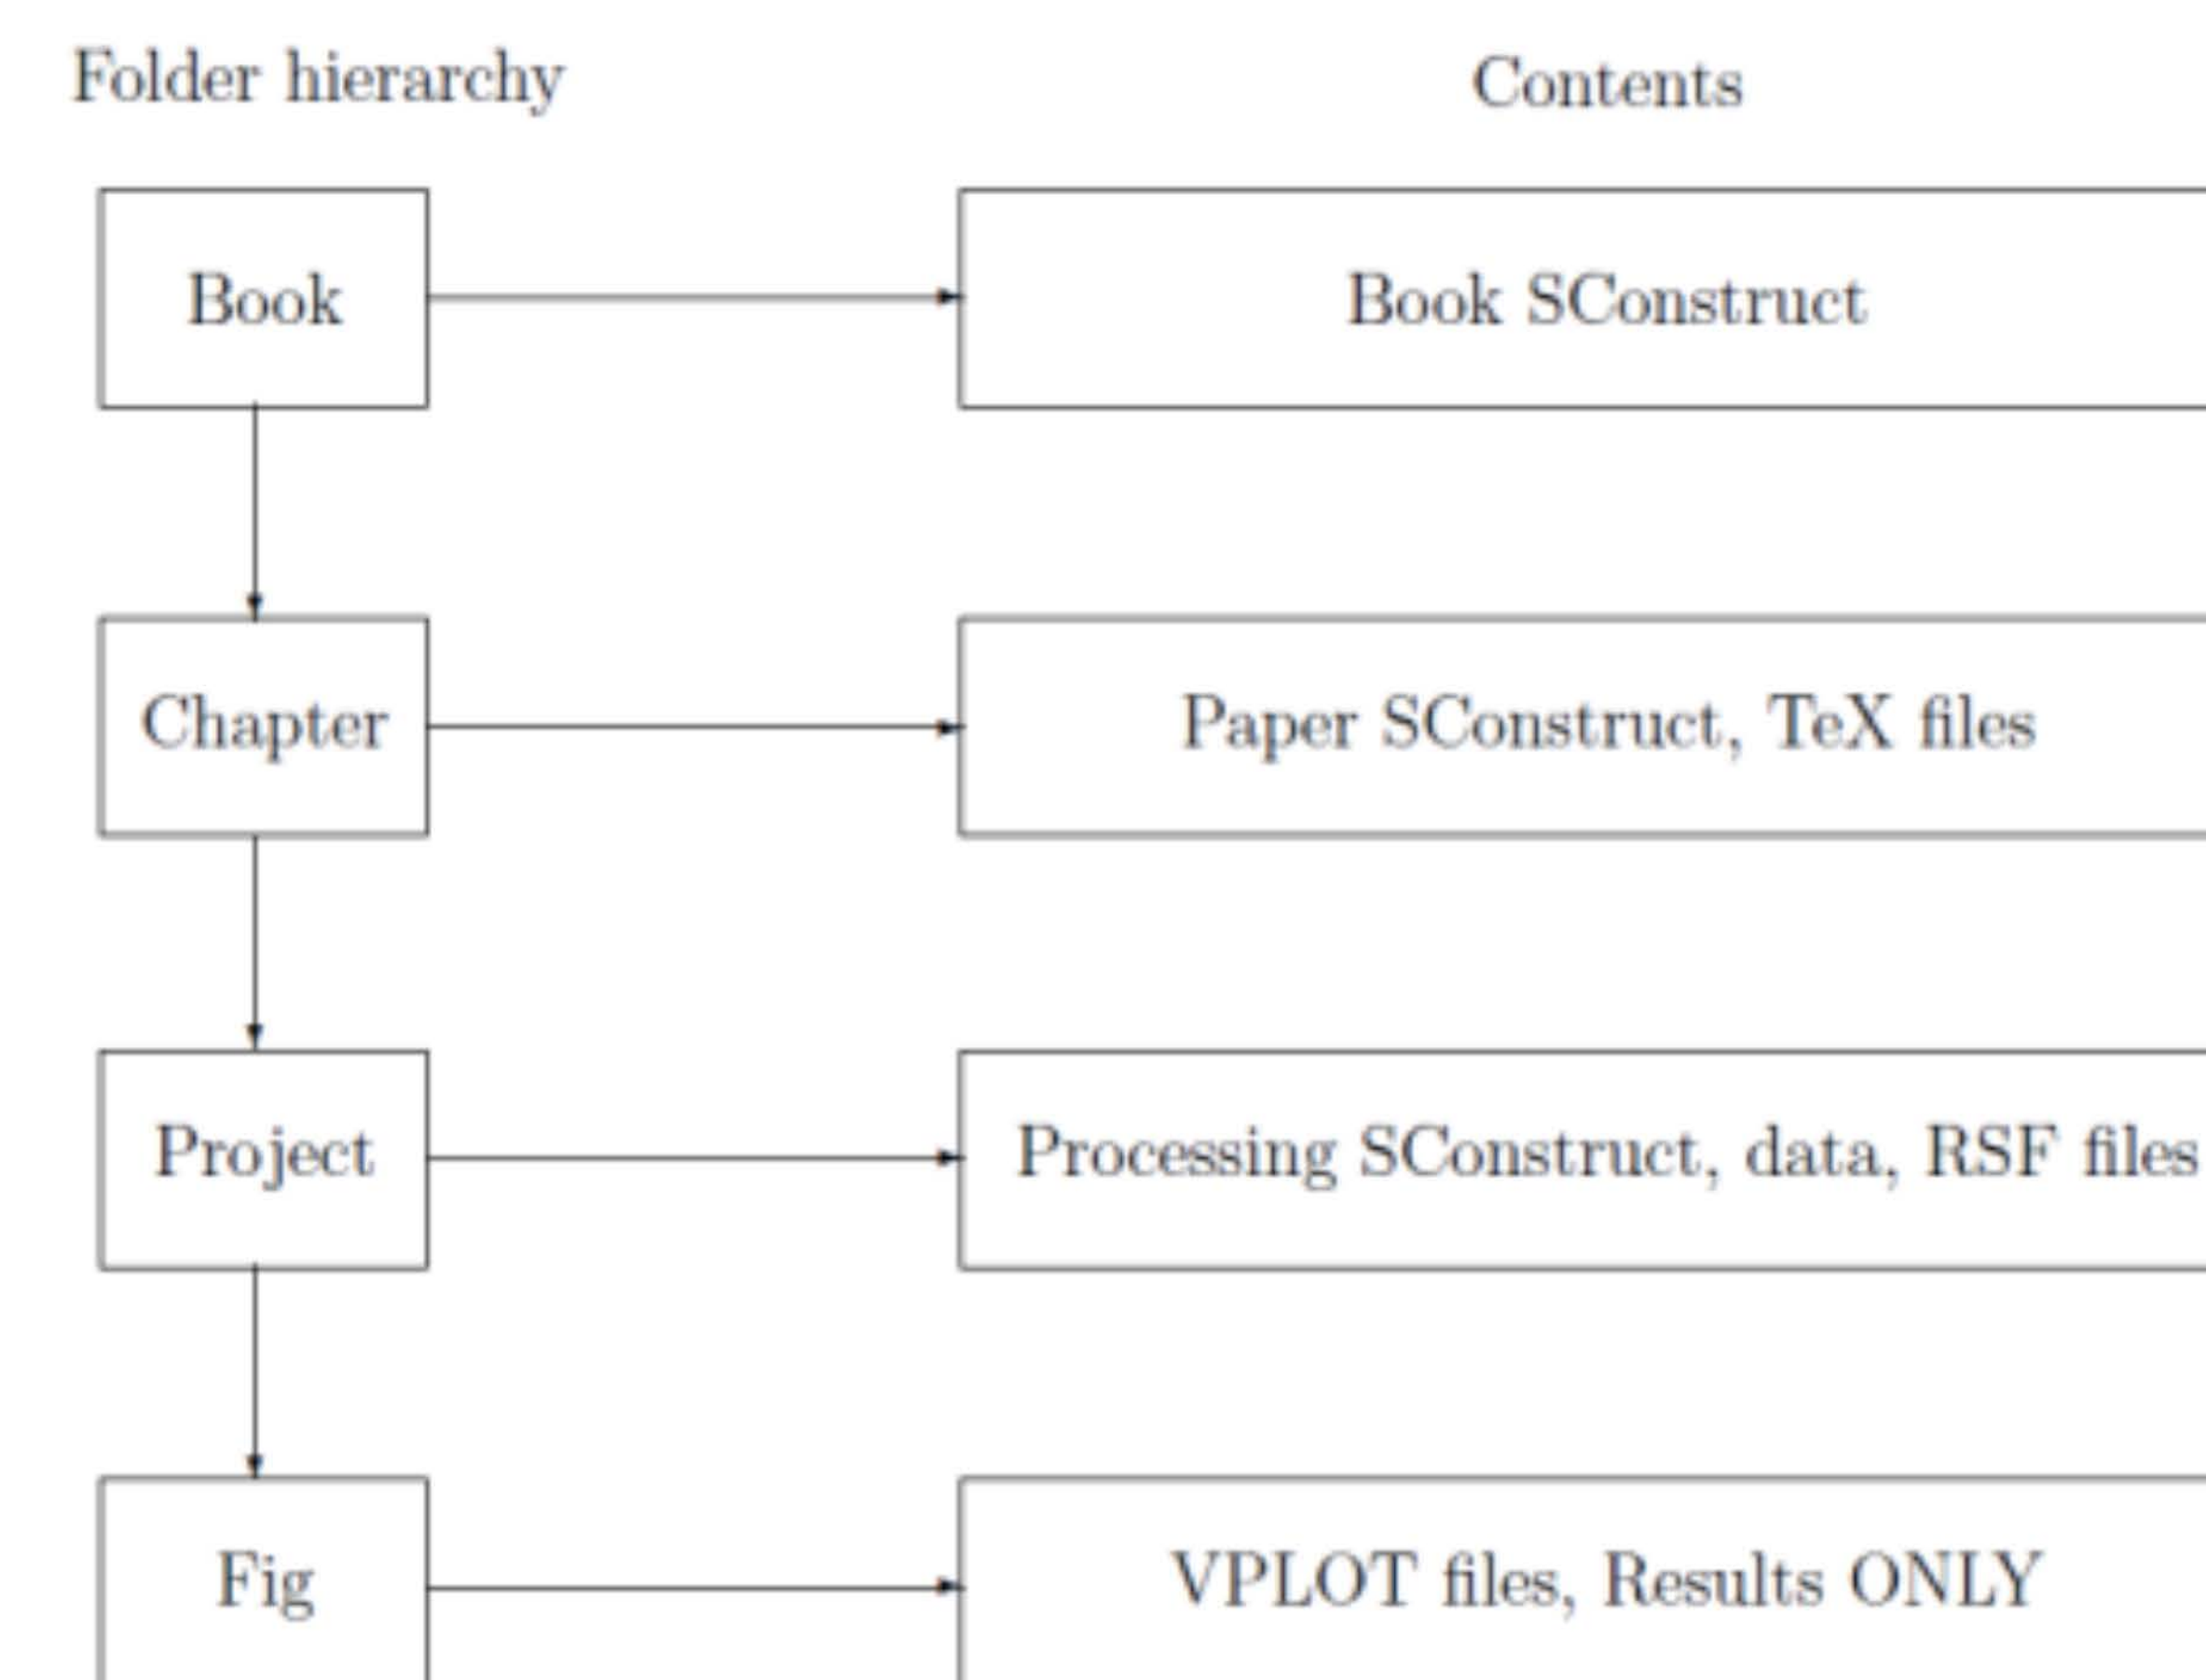 Folder hierarchy
Contents
Book
Book SConstruct
Chapter
Paper SConstruct, TeX files
Project
Processing SConstruct, data, RSF files
Fig
VPLOT files, Results ONLY